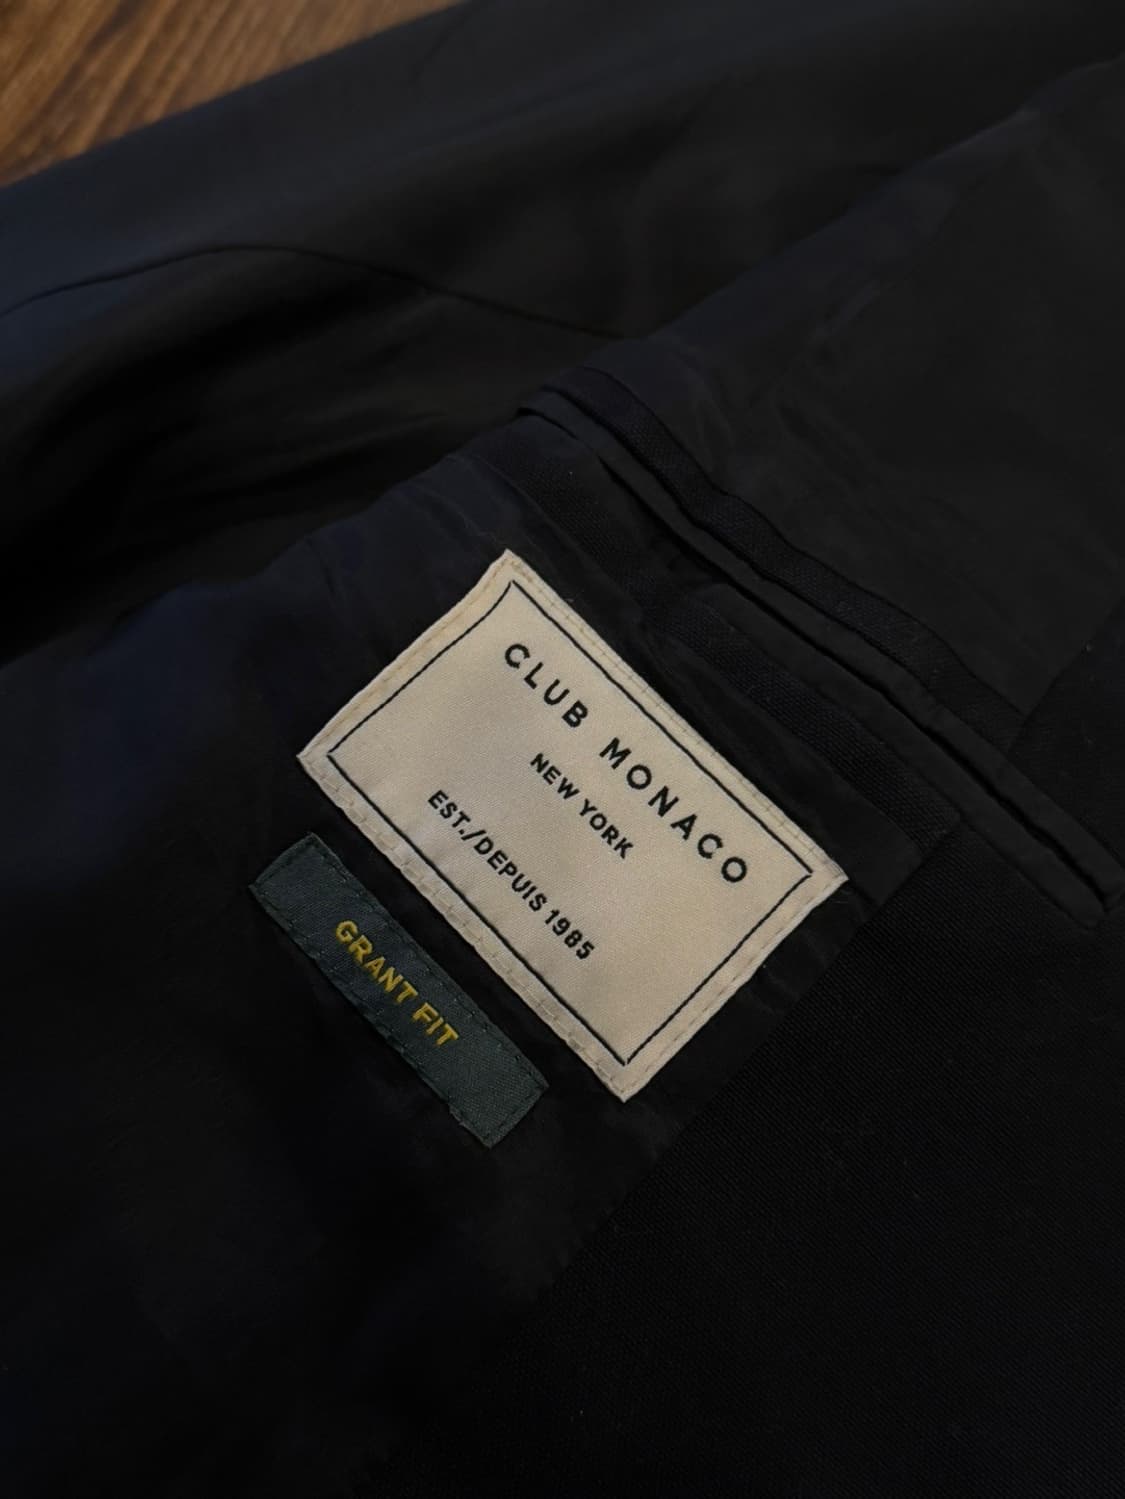 CLUB MONACO
NEW YORK
EST./DEPUIS 1985
GRANT FIT